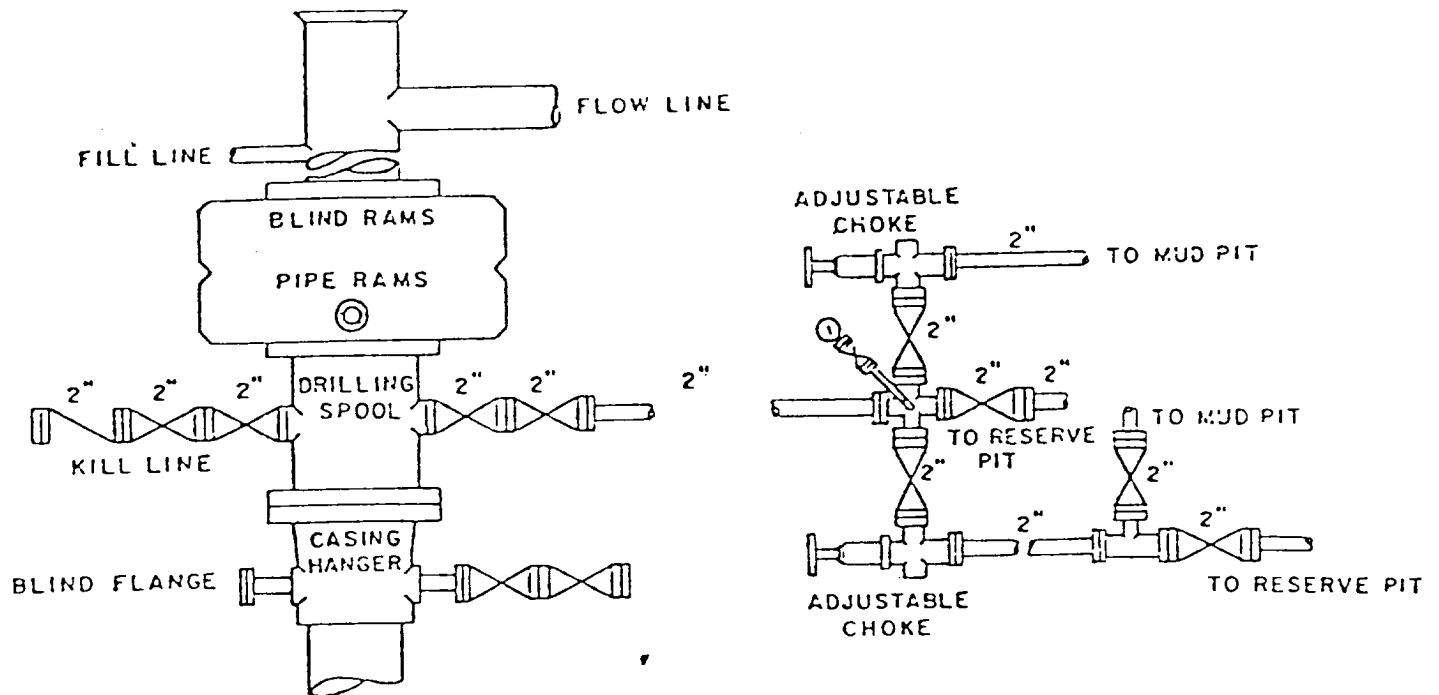 FLOW LINE
FILL LINE
BLIND RAMS
PIPE RAMS
2" 2" 2" DRILLING 2" 2" 2"
SPOOL
KILL LINE
CASING
HANGER
BLIND FLANGE
ADJUSTABLE
CHOKE
2"
TO MUD PIT
2"
2" 2"
TO RESERVE
PIT
TO MUD PIT
2"
2"
2"
2"
TO RESERVE PIT
ADJUSTABLE
CHOKE